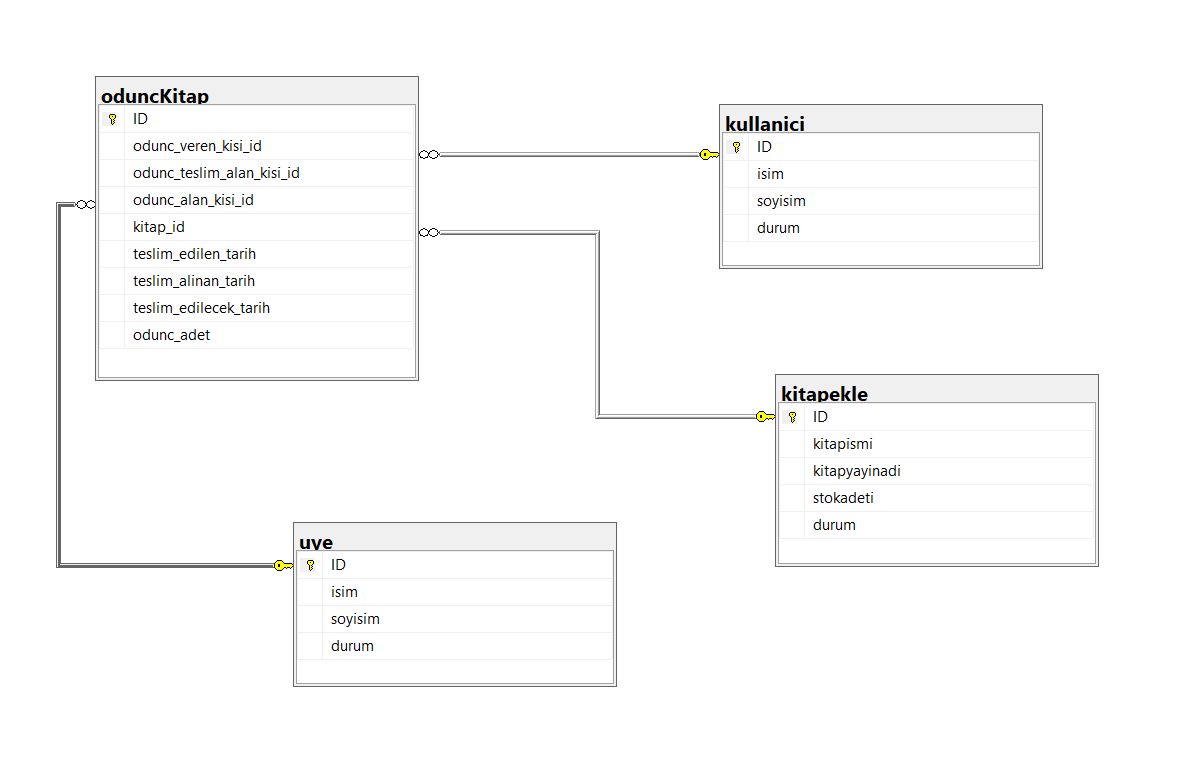 oduncKitap
ID
odunc_veren_kisi_id
odunc_teslim_alan_kisi_id
odunc_alan_kisi_id
kitap_id
teslim_edilen_tarih
teslim_alinan_tarih
teslim_edilecek_tarih
odunc_adet
kullanici
ID
isim
soyisim
durum
kitapekle
ID
kitapismi
kitapyayinadi
stokadeti
durum
uye
ID
isim
soyisim
durum